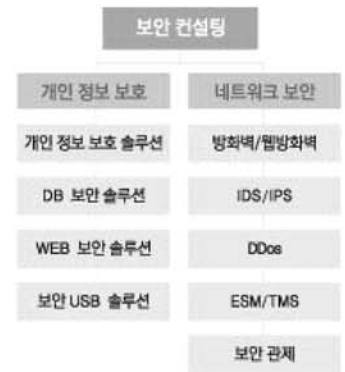 보안 컨설팅
개인 정보 보호
네트워크 보안
개인 정보 보호 솔루션
방화벽/웹방화벽
DB 보안 솔루션
IDS/IPS
WEB 보안 솔루션
DDos
보안 USB 솔루션
ESM/TMS
보안 관제